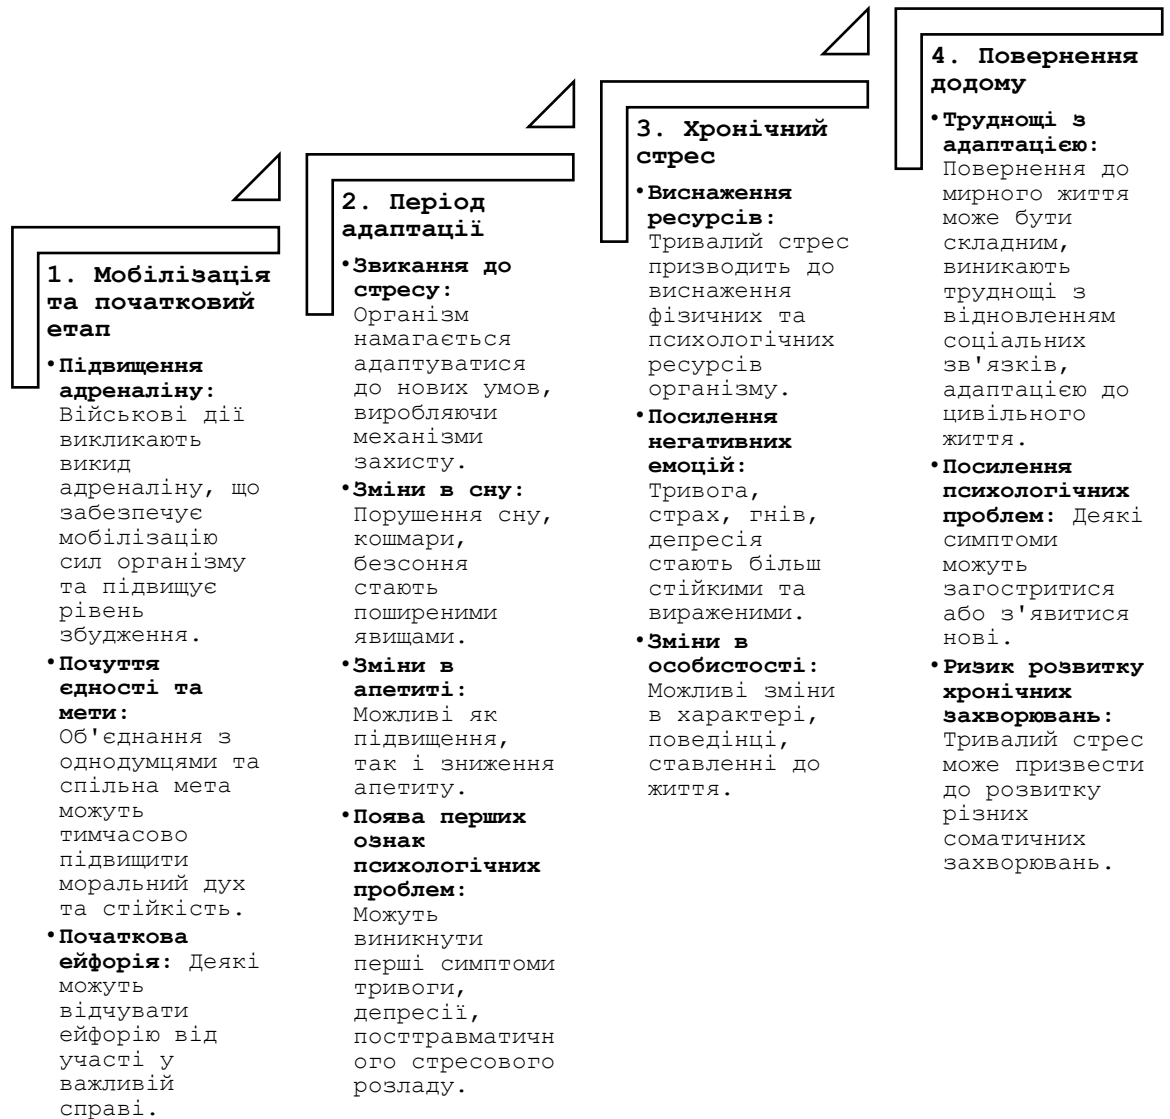 1. Мобілізація
та початковий
етап
•Підвищення
адреналіну:
Військові дії
викликають
викид
адреналіну, що
забезпечує
мобілізацію
сил організму
та підвищує
рівень
збудження.
•Почуття
єдності та
мети:
Об'єднання з
однодумцями та
спільна мета
можуть
тимчасово
підвищити
моральний дух
та стійкість.
•Початкова
ейфорія: Деякі
можуть
відчувати
ейфорію від
участі у
важливій
справі.
2. Період
адаптації
•Звикання до
стресу:
Організм
намагається
адаптуватися
до нових умов,
виробляючи
механізми
захисту.
•Зміни в сну:
Порушення сну,
кошмари,
безсоння
стають
поширеними
явищами.
•Зміни в
апетиті:
Можливі як
підвищення,
так і зниження
апетиту.
•Поява перших
ознак
психологічних
проблем:
Можуть
виникнути
перші симптоми
тривоги,
депресії,
посттравматичн
ого стресового
розладу.
3. Хронічний
стрес
•Виснаження
ресурсів:
Тривалий стрес
призводить до
виснаження
фізичних та
психологічних
ресурсів
організму.
•Посилення
негативних
емоцій:
Тривога,
страх, гнів,
депресія
стають більш
стійкими та
вираженими.
•Зміни в
особистості:
Можливі зміни
в характері,
поведінці,
ставленні до
життя.
4. Повернення
додому
•Труднощі з
адаптацією:
Повернення до
мирного життя
може бути
складним,
виникають
труднощі з
відновленням
соціальних
зв'язків,
адаптацією до
цивільного
життя.
•Посилення
психологічних
проблем: Деякі
симптоми
можуть
загостритися
або з'явитися
нові.
•Ризик розвитку
хронічних
захворювань:
Тривалий стрес
може призвести
до розвитку
різних
соматичних
захворювань.